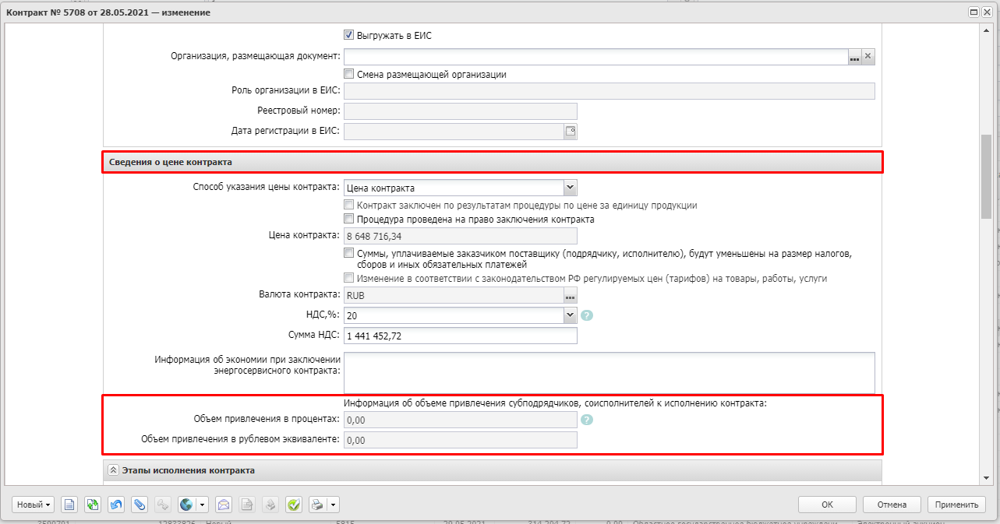 Контракт № 5708 от 28.05.2021 — изменение
Выгружать в ЕИС
Организация, размещающая документ:
Смена размещающей организации
Роль организации в ЕИС:
Реестровый номер:
Дата регистрации в ЕИС:
Сведения о цене контракта
Способ указания цены контракта: Цена контракта
Контракт заключен по результатам процедуры по цене за единицу продукции
Процедура проведена на право заключения контракта
Цена контракта: 8 648 716,34
Суммы, уплачиваемые заказчиком поставщику (подрядчику, исполнителю), будут уменьшены на размер налогов,
сборов и иных обязательных платежей
Изменение в соответствии с законодательством РФ регулируемых цен (тарифов) на товары, работы, услуги
Валюта контракта: RUB
НДС,%: 20
Сумма НДС: 1 441 452,72
Информация об экономии при заключении
энергосервисного контракта:
Информация об объеме привлечения субподрядчиков, соисполнителей к исполнению контракта:
Объем привлечения в процентах: 0,00
Объем привлечения в рублевом эквиваленте: 0,00
Этапы исполнения контракта
Новый ОК Отмена Применить